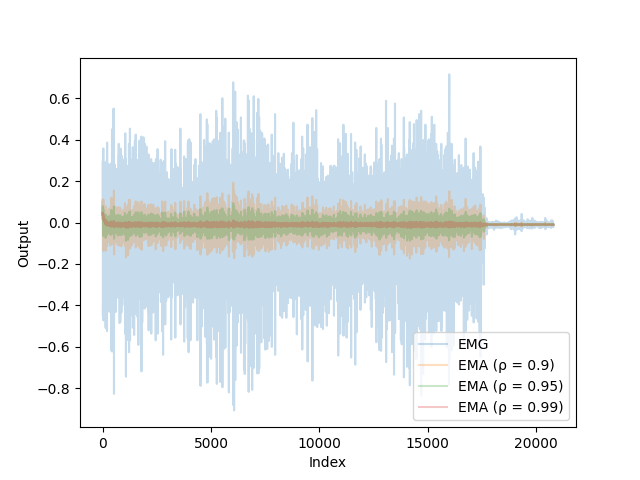 0.6
0.4
0.2
0.0
−0.2
−0.4
−0.6
−0.8
Output
0 5000 10000 15000 20000
Index
EMG
EMA (ρ = 0.9)
EMA (ρ = 0.95)
EMA (ρ = 0.99)